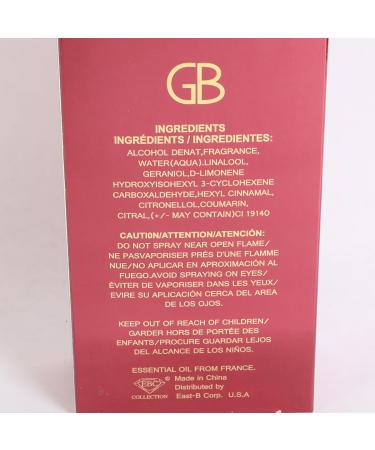 GB
INGREDIENTS
INGRÉDIENTS / INGREDIENTES:
ALCOHOL DENAT,FRAGRANCE,
WATER(AQUA).LINALOOL,
GERANIOL,D-LIMONENE
HYDROXYISOHEXYL 3-CYCLOHEXENE
CARBOXALDEHYDE,HEXYL CINNAMAL,
CITRONELLOL,COUMARIN,
CITRAL,(+/- MAY CONTAIN)CI 19140
CAUTION/ATTENTION/ATENCIÓN:
DO NOT SPRAY NEAR OPEN FLAME/
NE PASVAPORISER PRÉS D'UNE FLAMME
NUE/NO APLICAR EN APROXIMACIÓN AL
FUEGO.AVOID SPRAYING ON EYES/
ÉVITER DE VAPORISER DANS LES YEUX/
EVIRE SU APLICACIÓN CERCA DEL AREA
DE LOS OJOS.
KEEP OUT OF REACH OF CHILDREN/
GARDER HORS DE PORTÉE DES
ENFANTS/PROCURE GUARDAR LEJOS
DEL ALCANCE DE LOS NIÑOS.
ESSENTIAL OIL FROM FRANCE.
EBC ©
COLLECTION
Made in China
Distributed by
East-B Corp. U.S.A